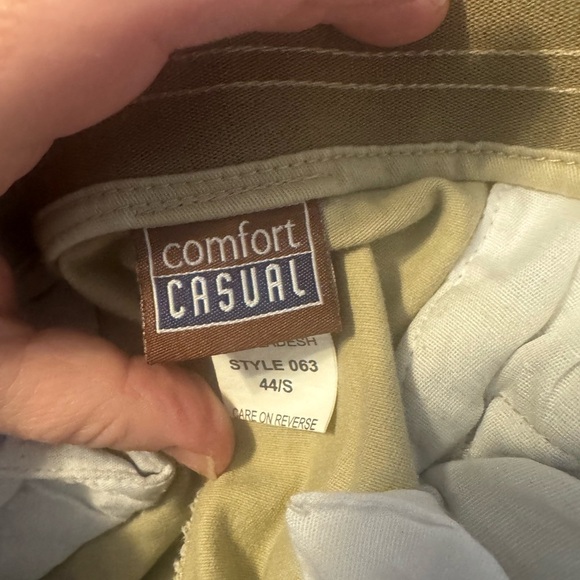 comfort
CASUAL
STYLE 063
44/S
CARE ON REVERSE